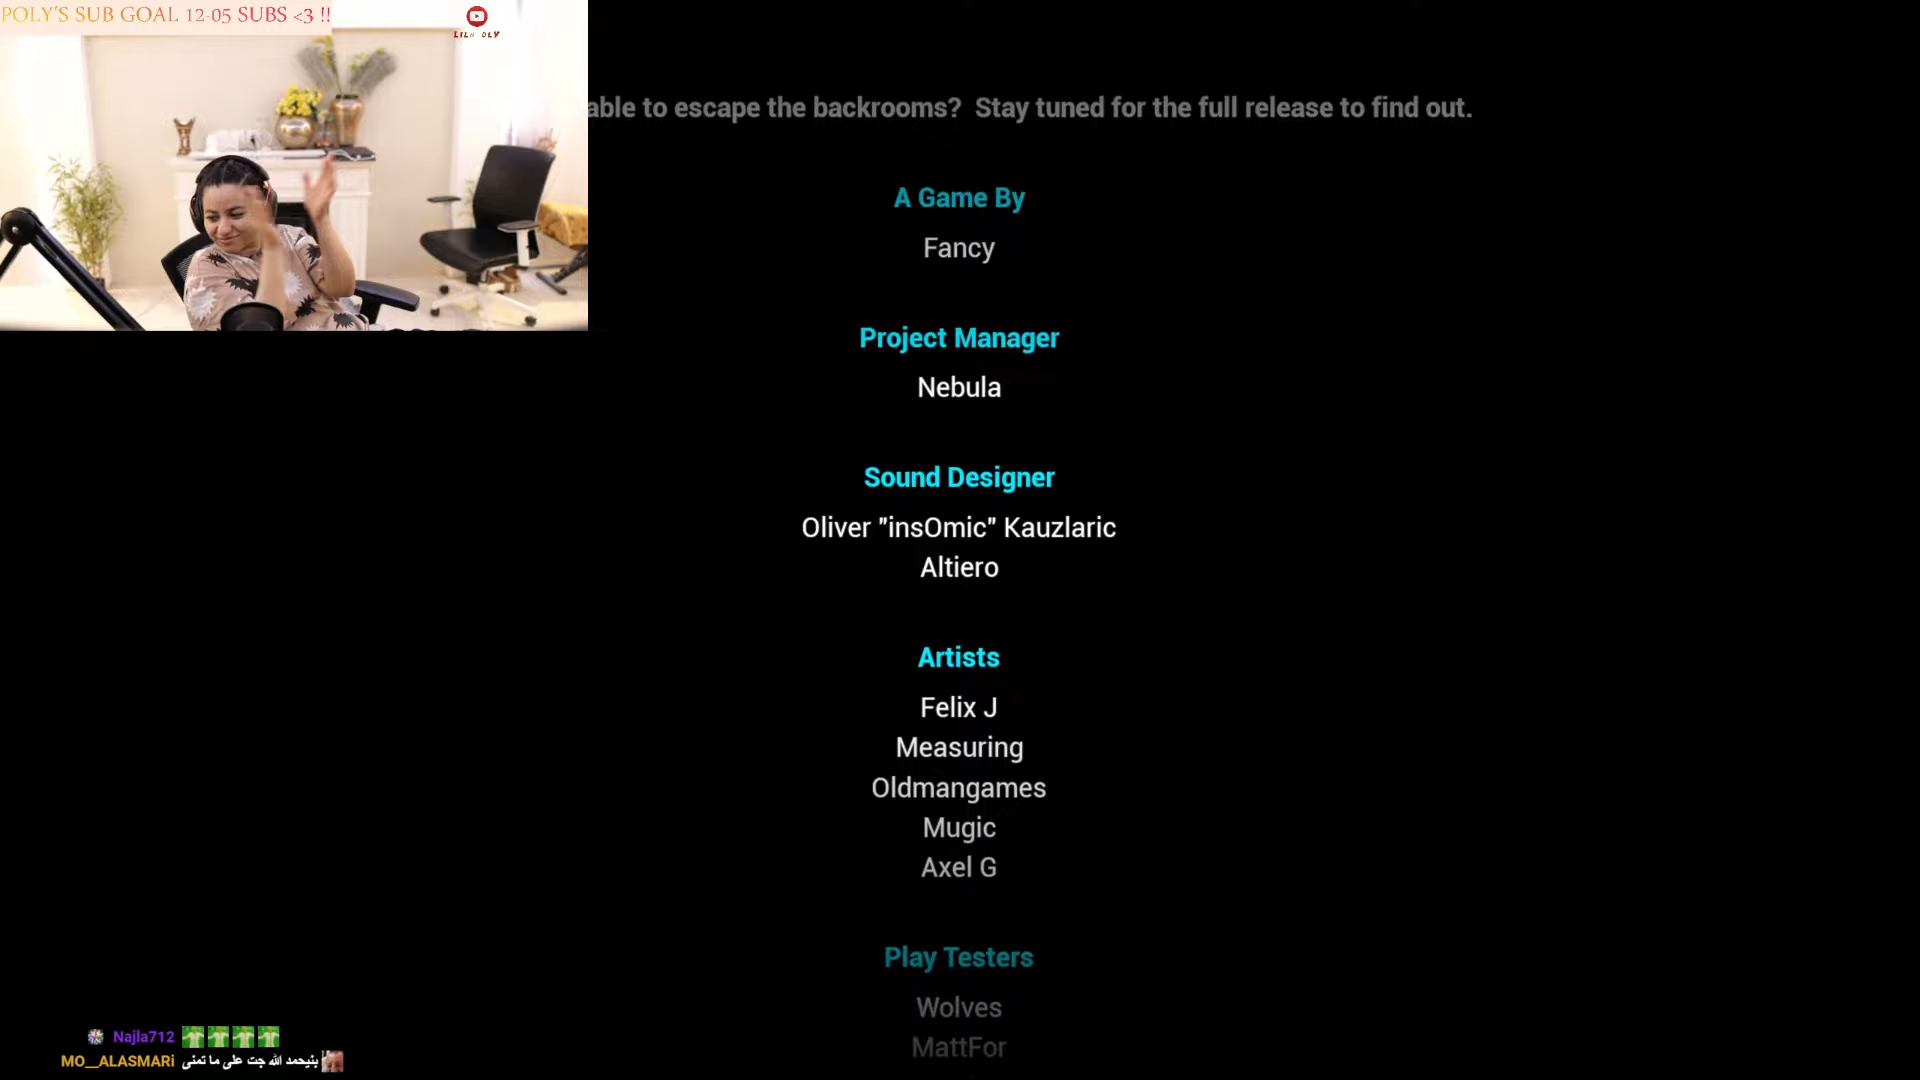 POLY'S SUB GOAL 12-05 SUBS <3 !!
able to escape the backrooms? Stay tuned for the full release to find out.
A Game By
Fancy
Project Manager
Nebula
Sound Designer
Oliver "insOmic" Kauzlaric
Altiero
Artists
Felix J
Measuring
Oldmangames
Mugic
Axel G
Play Testers
Wolves
MattFor
Najla712
MO__ALASMARi بنيحمد الله جت على ما تمنى